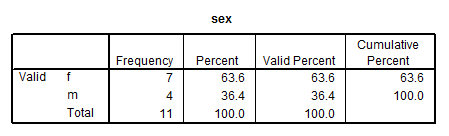 sex
Frequency Percent Valid Percent Cumulative Percent
Valid f 7 63.6 63.6 63.6
m 4 36.4 36.4 100.0
Total 11 100.0 100.0